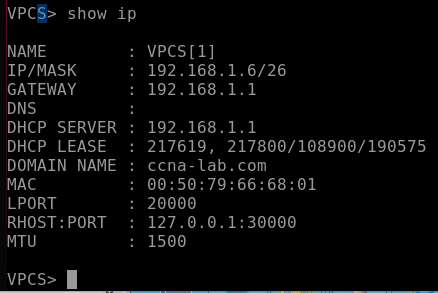 VPCS> show ip
NAME        : VPCS[1]
IP/MASK     : 192.168.1.6/26
GATEWAY     : 192.168.1.1
DNS         :
DHCP SERVER : 192.168.1.1
DHCP LEASE  : 217619, 217800/108900/190575
DOMAIN NAME : ccna-lab.com
MAC         : 00:50:79:66:68:01
LPORT       : 20000
RHOST:PORT  : 127.0.0.1:30000
MTU         : 1500
VPCS>